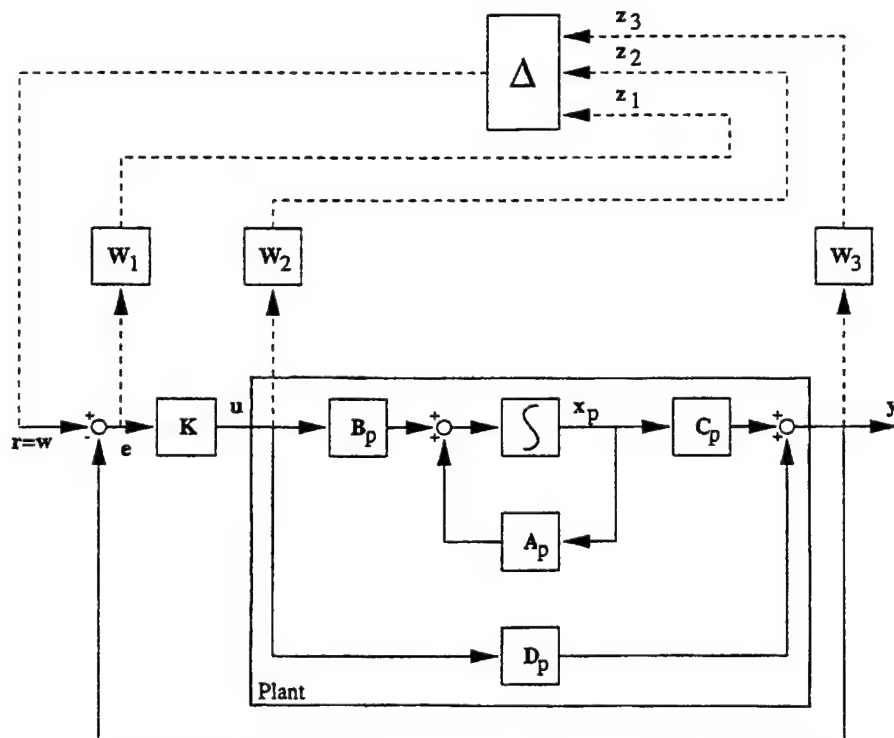 z3
z2
Δ
z1
W1
W2
W3
u
xp
y
+
-
r=w
e
K
Bp
+
+
∫
Cp
+
+
Ap
Dp
Plant